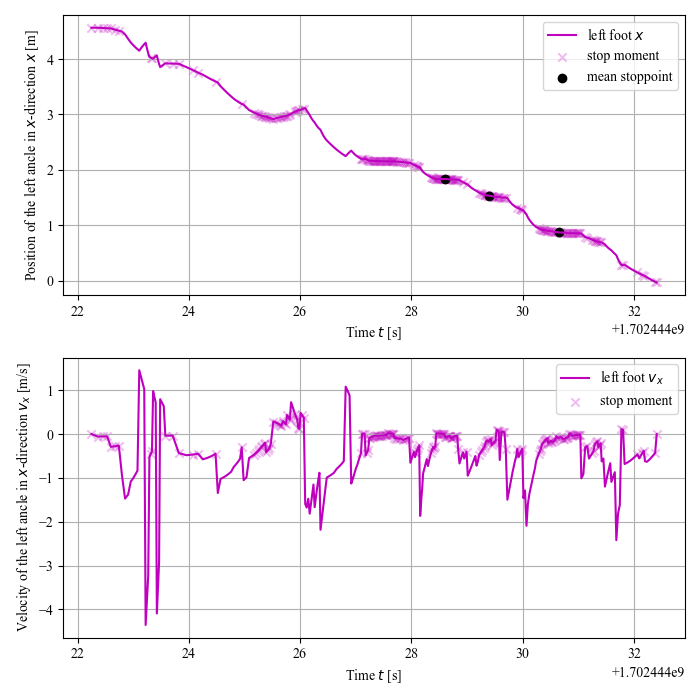 Position of the left angle in x-direction x [m]
4
3
2
1
0
left foot x
stop moment
mean stoppoint
22
24
26
28
30
32
Time t [s]
+1.702444e9
Velocity of the left angle in x-direction vₓ [m/s]
1
0
−1
−2
−3
−4
left foot vₓ
stop moment
22
24
26
28
30
32
Time t [s]
+1.702444e9